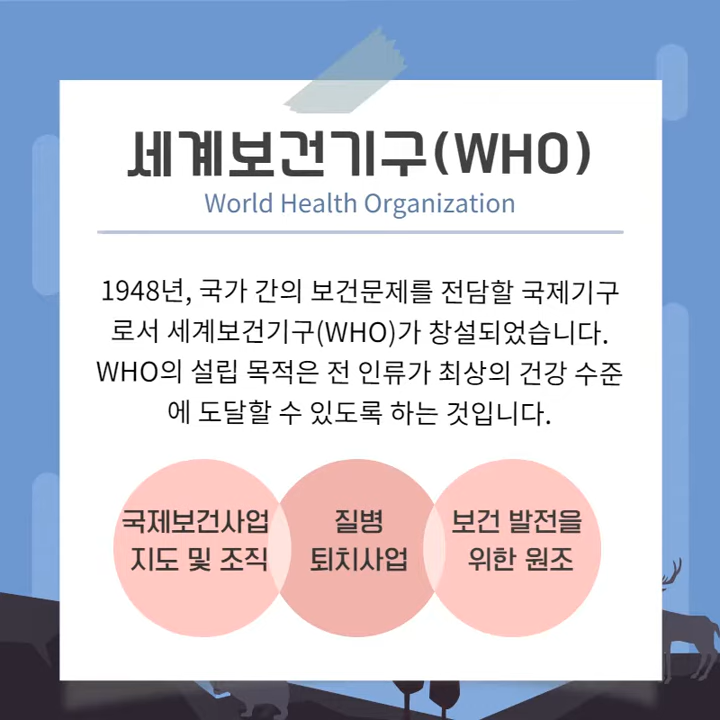 세계보건기구(WHO)
World Health Organization
1948년, 국가 간의 보건문제를 전담할 국제기구
로서 세계보건기구(WHO)가 창설되었습니다.
WHO의 설립 목적은 전 인류가 최상의 건강 수준
에 도달할 수 있도록 하는 것입니다.
국제보건사업
지도 및 조직
질병
퇴치사업
보건 발전을
위한 원조